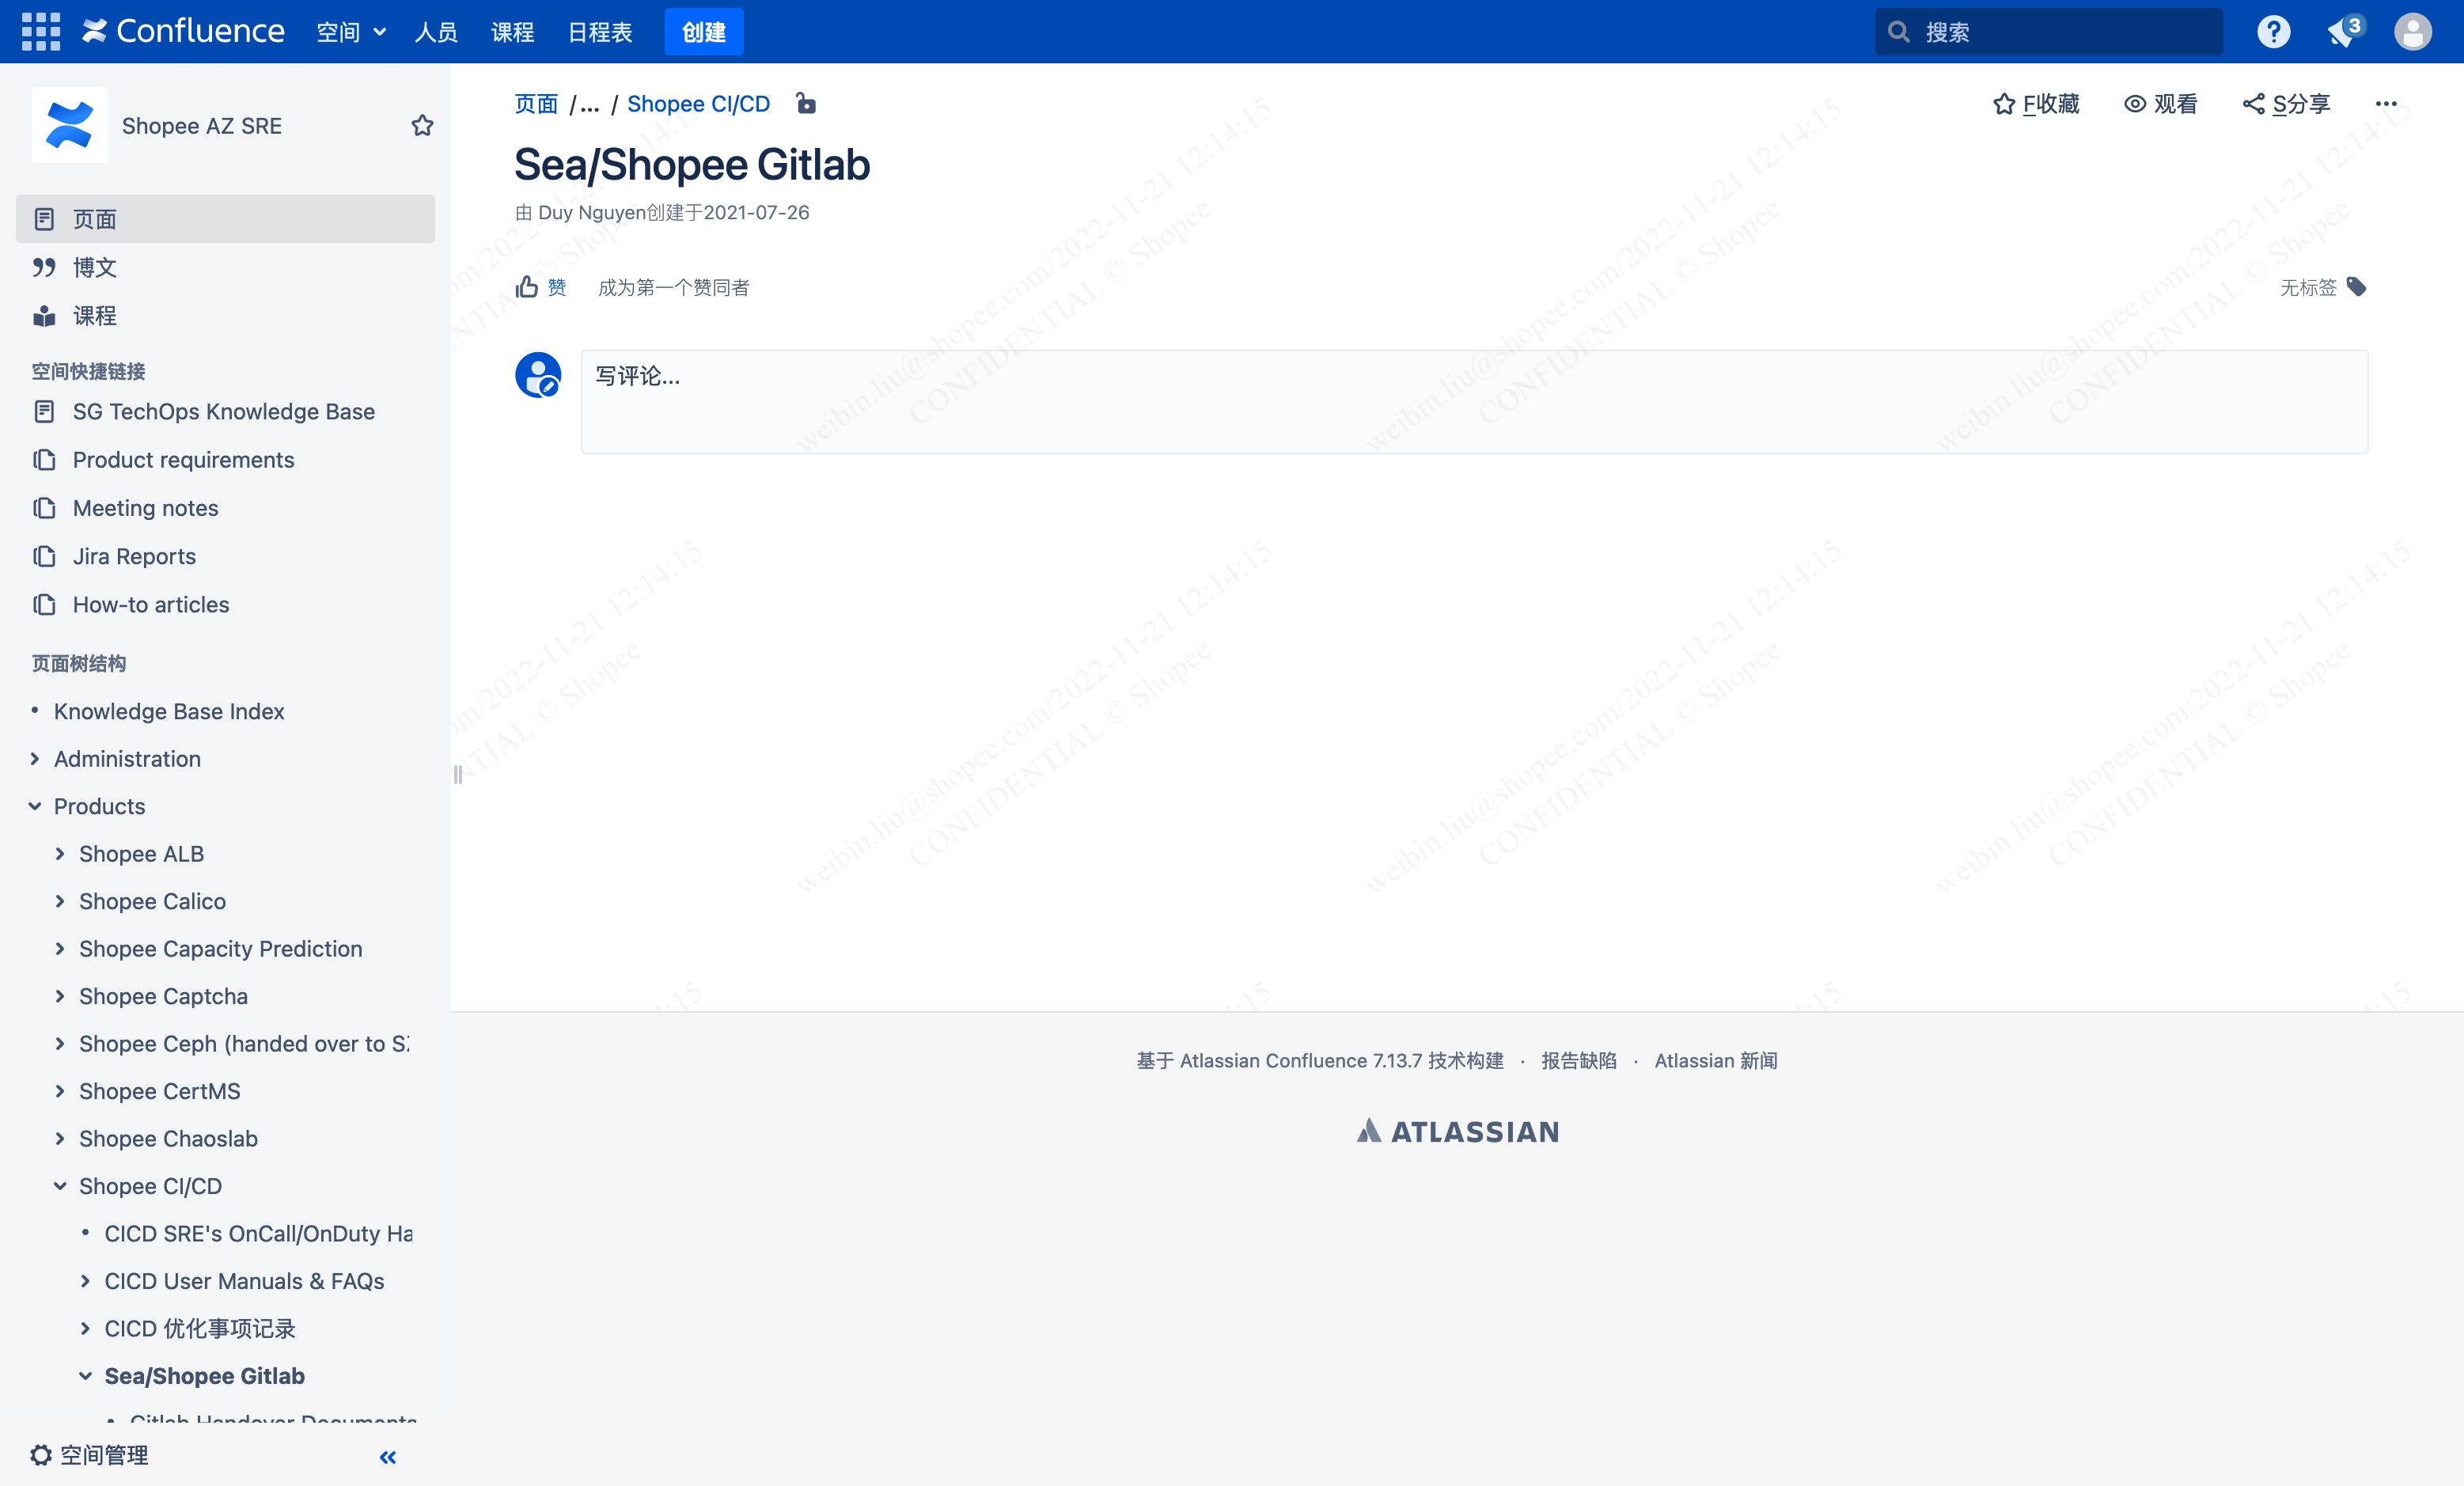 Confluence 空间 人员 课程 日程表 创建 搜索 3
Shopee AZ SRE
页面
博文
课程
空间快捷链接
SG TechOps Knowledge Base
Product requirements
Meeting notes
Jira Reports
How-to articles
页面树结构
Knowledge Base Index
Administration
Products
Shopee ALB
Shopee Calico
Shopee Capacity Prediction
Shopee Captcha
Shopee Ceph (handed over to S
Shopee CertMS
Shopee Chaoslab
Shopee CI/CD
CICD SRE's OnCall/OnDuty Ha
CICD User Manuals & FAQs
CICD 优化事项记录
Sea/Shopee Gitlab
Gitlab Handover Documents
空间管理
页面 /... / Shopee CI/CD
F收藏 观看 S分享
Sea/Shopee Gitlab
由 Duy Nguyen创建于2021-07-26
赞 成为第一个赞同者
无标签
写评论...
weibin.liu@shopee.com/2022-11-21 12:14:15
CONFIDENTIAL © Shopee
基于 Atlassian Confluence 7.13.7 技术构建 · 报告缺陷 · Atlassian 新闻
ATLASSIAN